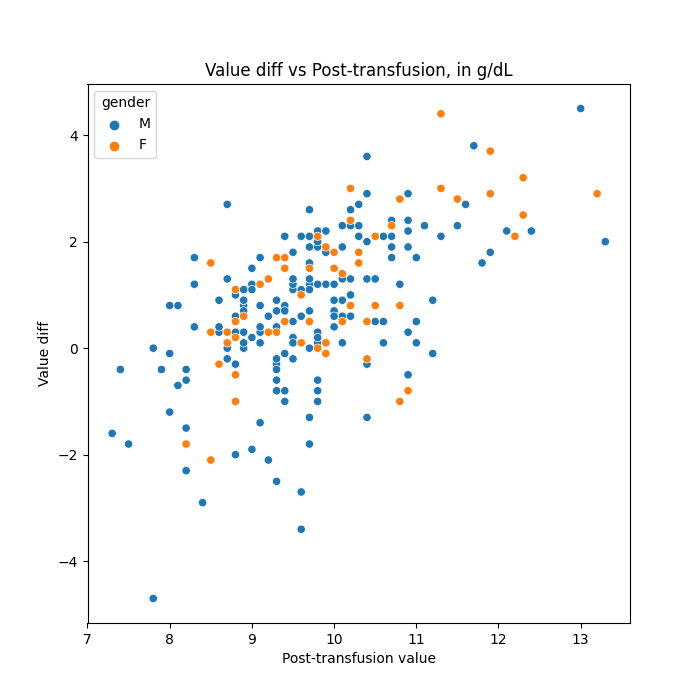 Value diff vs Post-transfusion, in g/dL
gender
M
F
4
2
0
−2
−4
Value diff
7 8 9 10 11 12 13
Post-transfusion value